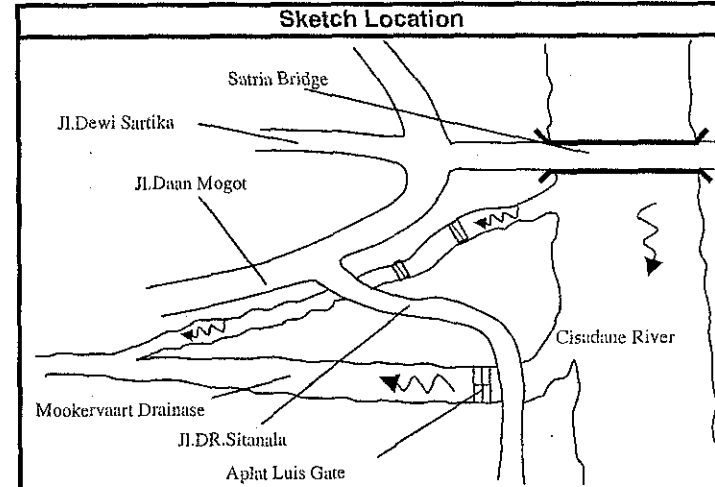 Sketch Location
Satria Bridge
Jl.Dewi Sartika
Jl.Daan Mogot
Cisadane River
Mookervaart Drainase
Jl.DR.Sitanala
Aplat Luis Gate